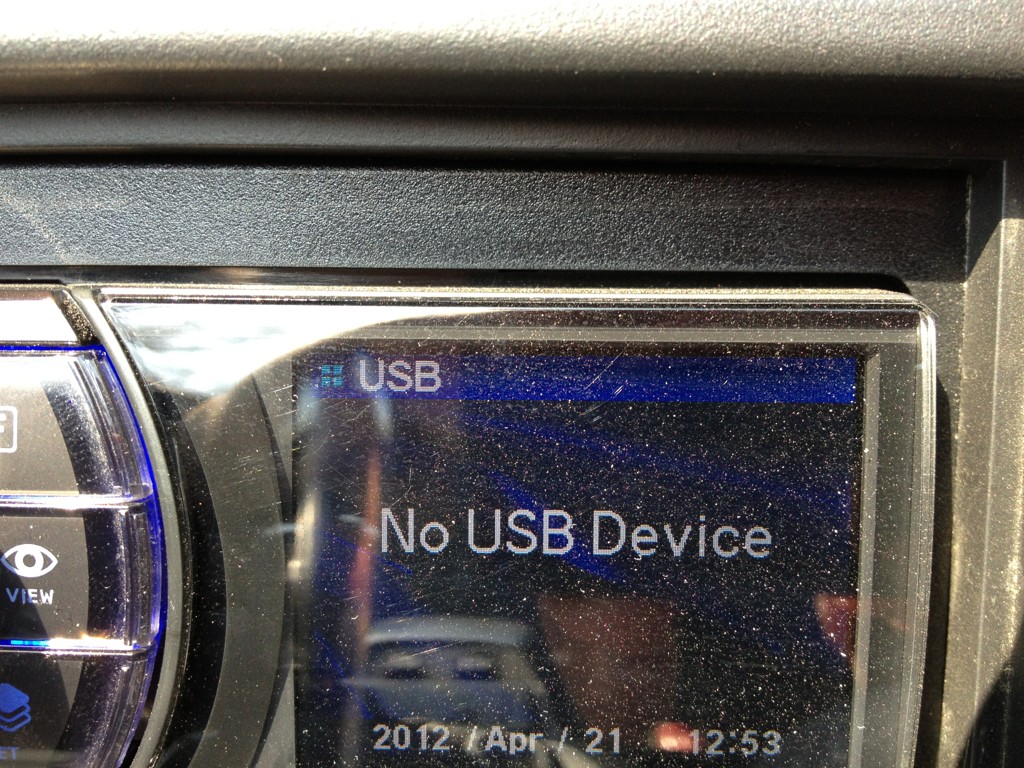 USB
No USB Device
VIEW
2012 / Apr / 21 12:53